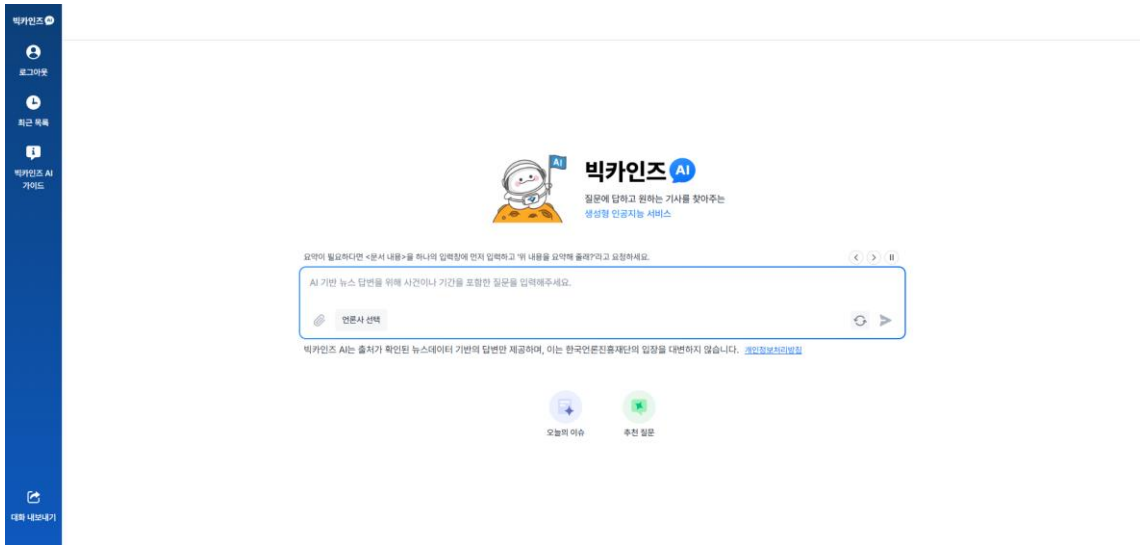 빅카인즈 AI
로그아웃
최근 목록
빅카인즈 AI
가이드
대화 내보내기
AI
빅카인즈 AI
질문에 답하고 원하는 기사를 찾아주는
생성형 인공지능 서비스
요약이 필요하다면 <문서 내용>을 하나의 입력창에 먼저 입력하고 '위 내용을 요약해 줄래?'라고 요청하세요.
AI 기반 뉴스 답변을 위해 사건이나 기간을 포함한 질문을 입력해주세요.
언론사 선택
빅카인즈 AI는 출처가 확인된 뉴스데이터 기반의 답변만 제공하며, 이는 한국언론진흥재단의 입장을 대변하지 않습니다. 개인정보처리방침
오늘의 이슈
추천 질문